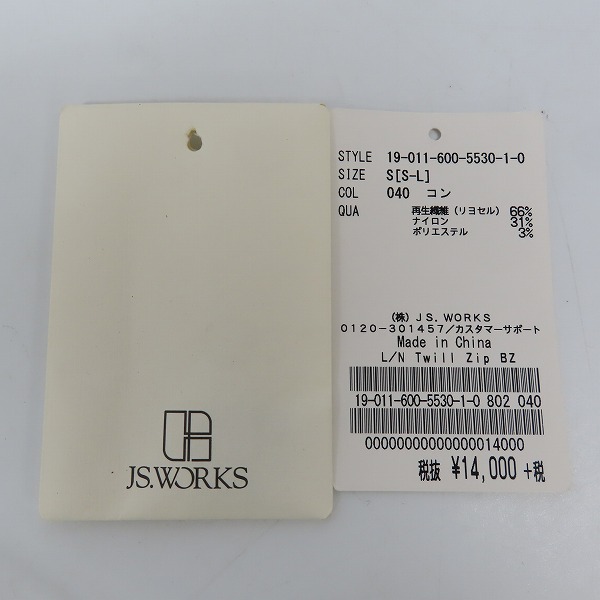 JS.WORKS
STYLE 19-011-600-5530-1-0
SIZE S[S-L]
COL 040 コン
QUA 再生繊維（リヨセル） 66%
ナイロン 31%
ポリエステル 3%
（株）ＪＳ．ＷＯＲＫＳ
０１２０－３０１４５７／カスタマーサポート
Made in China
L/N Twill Zip BZ
19-011-600-5530-1-0 802 040
00000000000000014000
税抜 ¥14,000 +税